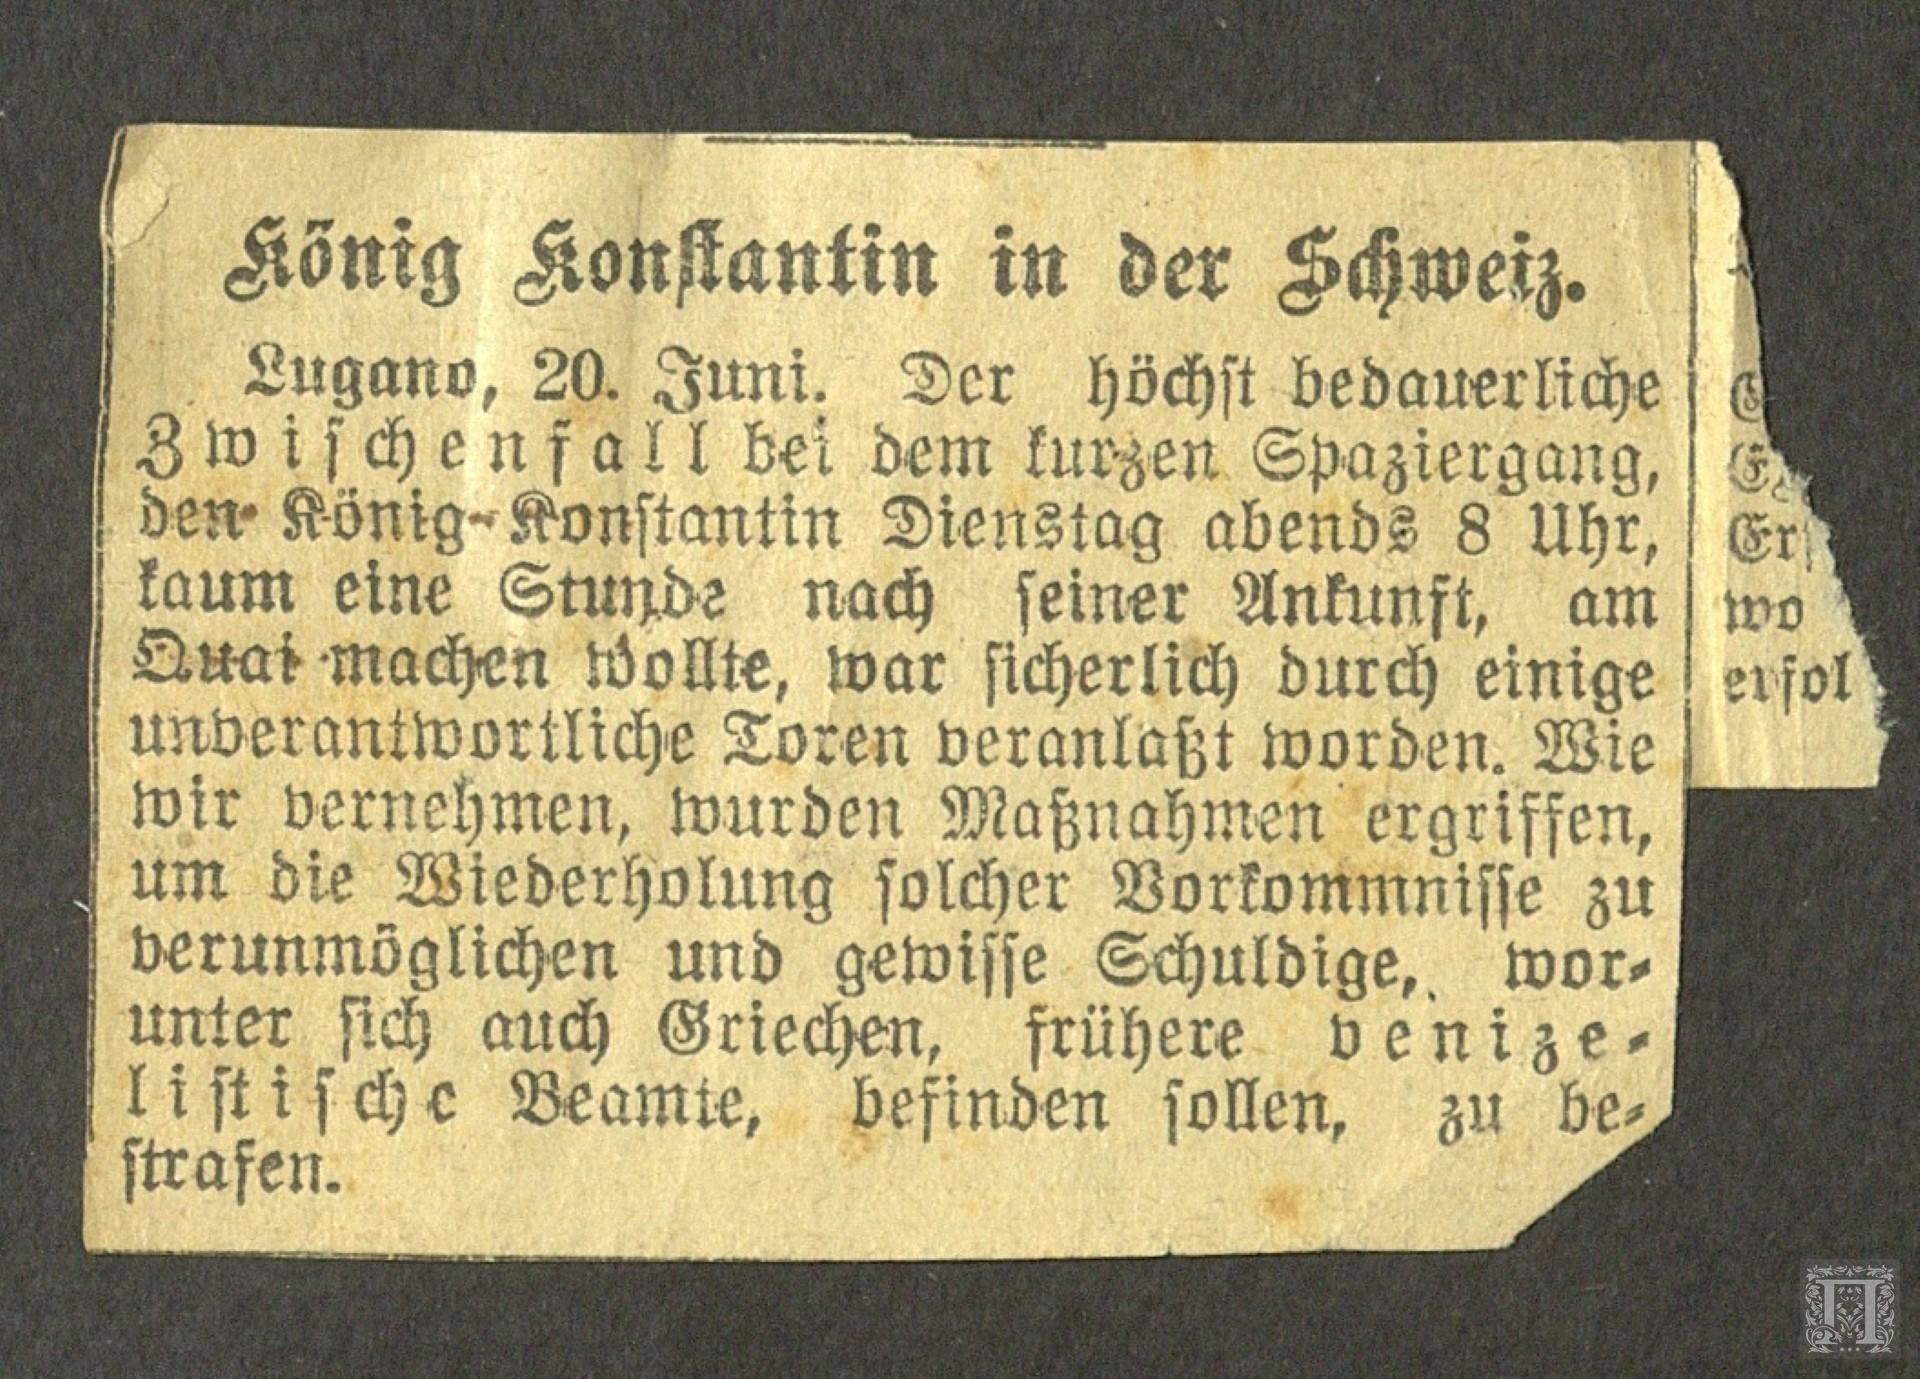 König Konstantin in der Schweiz.
Lugano, 20. Juni. Der höchst bedauerliche
Zwischenfall bei dem kurzen Spaziergang,
den König Konstantin Dienstag abends 8 Uhr,
kaum eine Stunde nach seiner Ankunft, am
Quai machen wollte, war sicherlich durch einige
unverantwortliche Toren veranlaßt worden. Wie
wir vernehmen, wurden Maßnahmen ergriffen,
um die Wiederholung solcher Vorkommnisse zu
verunmöglichen und gewisse Schuldige, wor-
unter sich auch Griechen, frühere venize-
listische Beamte, befinden sollen, zu be-
strafen.
wo
erfol